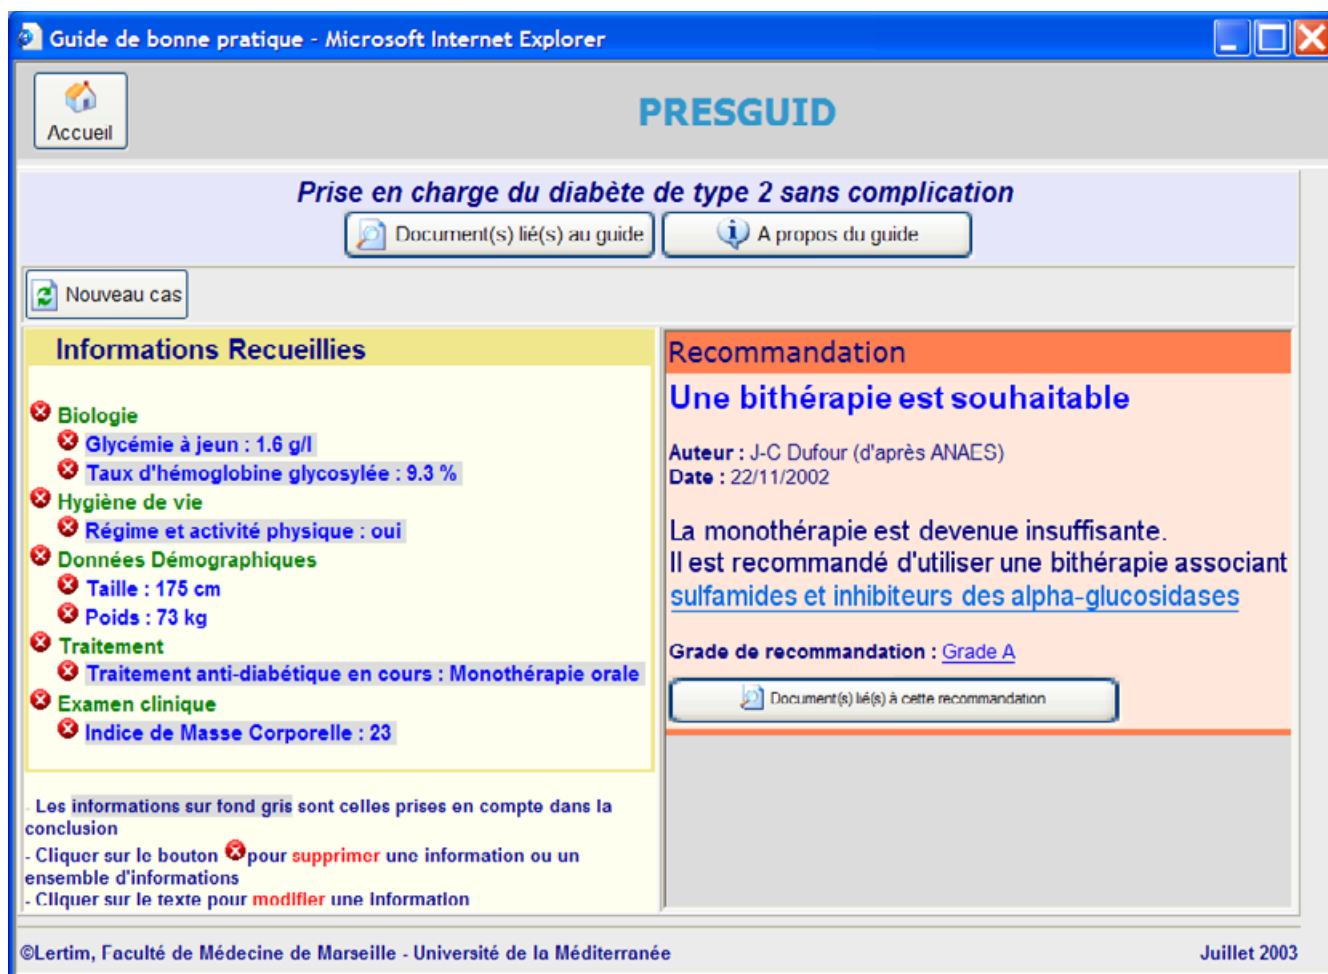 Guide de bonne pratique - Microsoft Internet Explorer
Accueil
PRESGUID
Prise en charge du diabète de type 2 sans complication
Document(s) lié(s) au guide
A propos du guide
Nouveau cas
Informations Recueillies
Biologie
Glycémie à jeun : 1.6 g/l
Taux d'hémoglobine glycosylée : 9.3 %
Hygiène de vie
Régime et activité physique : oui
Données Démographiques
Taille : 175 cm
Poids : 73 kg
Traitement
Traitement anti-diabétique en cours : Monothérapie orale
Examen clinique
Indice de Masse Corporelle : 23
- Les informations sur fond gris sont celles prises en compte dans la
conclusion
- Cliquer sur le bouton pour supprimer une information ou un
ensemble d'informations
- Cliquer sur le texte pour modifier une information
Recommandation
Une bithérapie est souhaitable
Auteur : J-C Dufour (d'après ANAES)
Date : 22/11/2002
La monothérapie est devenue insuffisante.
Il est recommandé d'utiliser une bithérapie associant
sulfamides et inhibiteurs des alpha-glucosidases
Grade de recommandation : Grade A
Document(s) lié(s) à cette recommandation
©Lertim, Faculté de Médecine de Marseille - Université de la Méditerranée
Juillet 2003